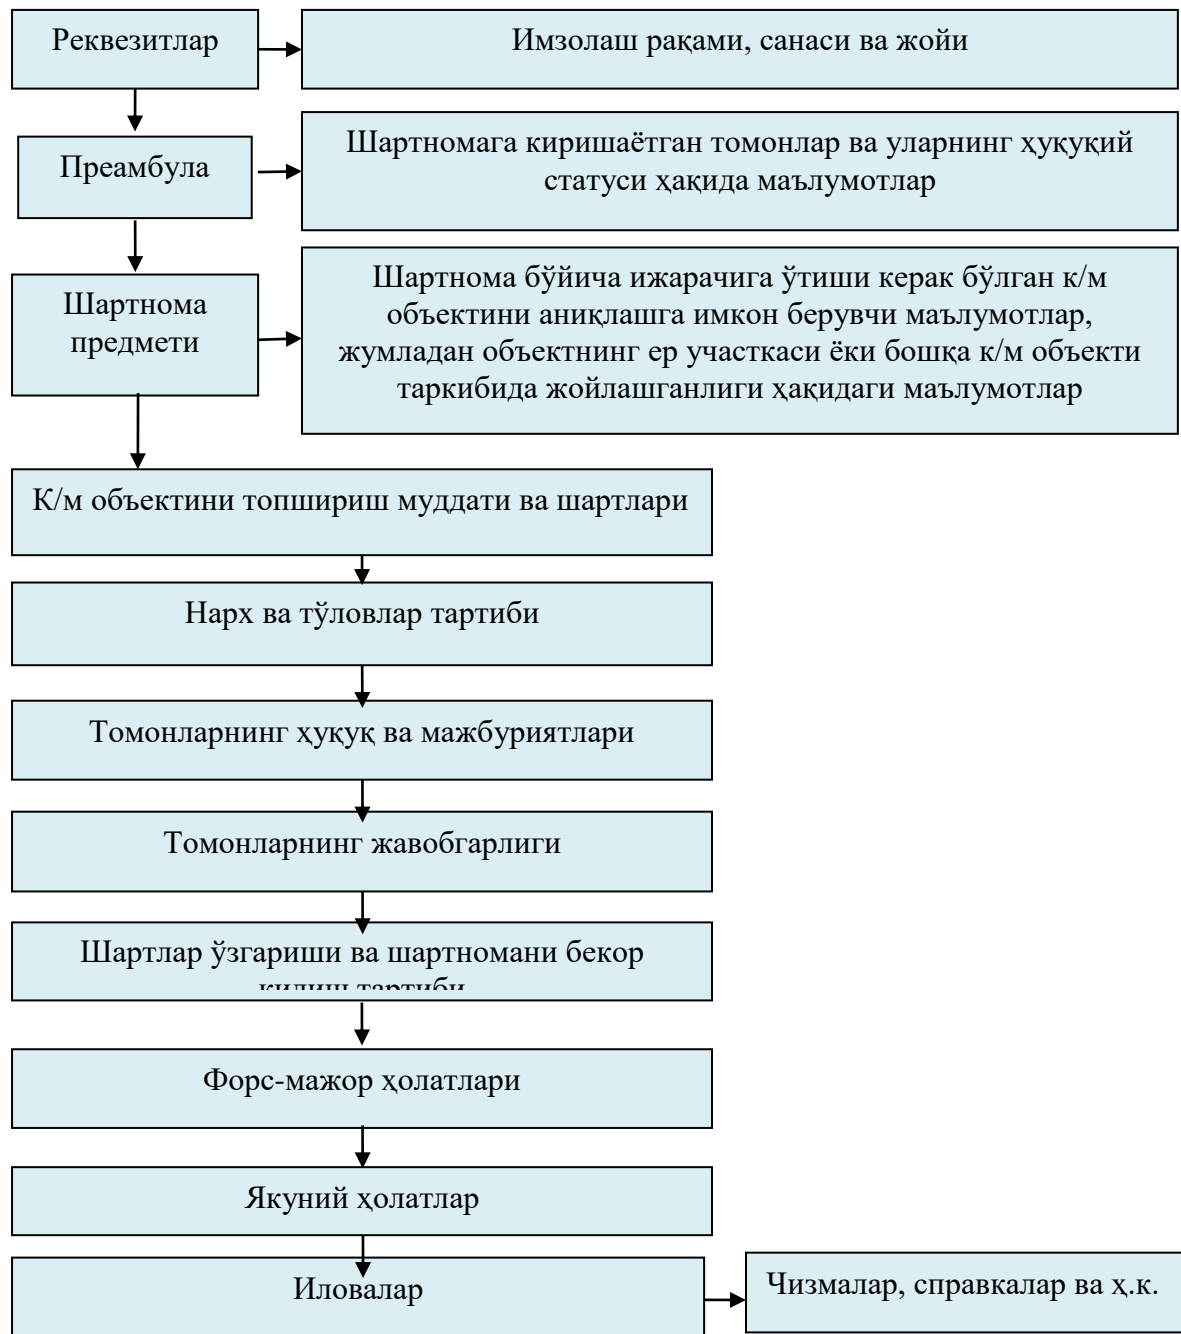 Реквезитлар
Имзолаш рақами, санаси ва жойи
Преамбула
Шартномага киришаётган томонлар ва уларнинг ҳуқуқий
статуси ҳақида маълумотлар
Шартнома
предмети
Шартнома бўйича ижарачига ўтиши керак бўлган к/м
объектини аниқлашга имкон берувчи маълумотлар,
жумладан объектнинг ер участкаси ёки бошқа к/м объекти
таркибида жойлашганлиги ҳақидаги маълумотлар
К/м объектини топшириш муддати ва шартлари
Нарх ва тўловлар тартиби
Томонларнинг ҳуқуқ ва мажбуриятлари
Томонларнинг жавобгарлиги
Шартлар ўзгариши ва шартномани бекор
қилиш тартиби
Форс-мажор ҳолатлари
Якуний ҳолатлар
Иловалар
Чизмалар, справкалар ва ҳ.к.